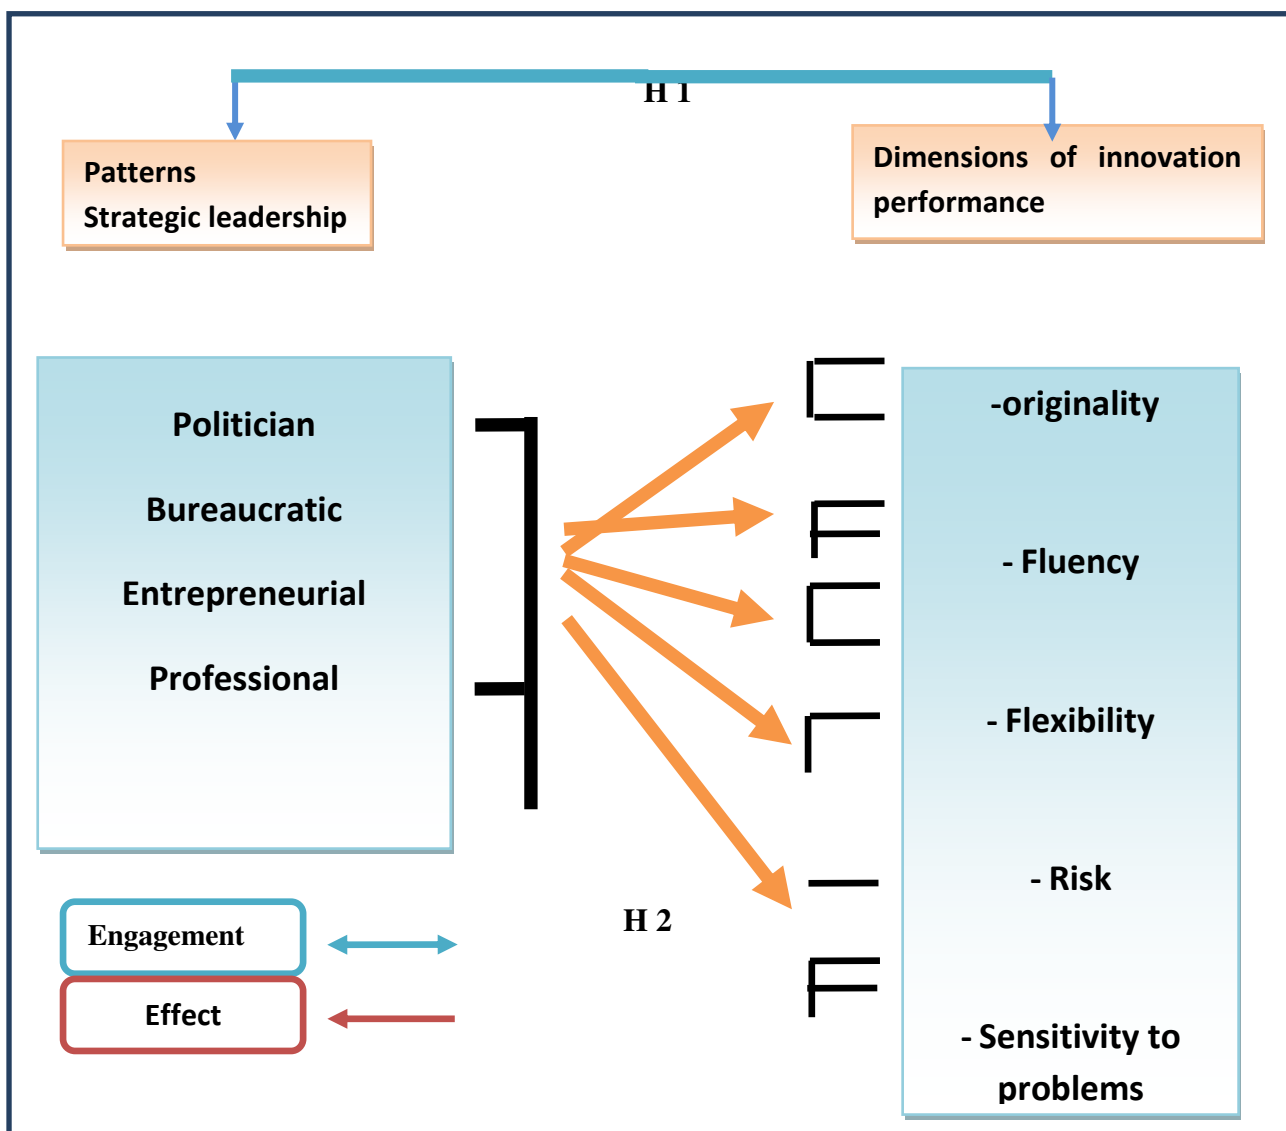 H 1
Patterns
Strategic leadership
Dimensions of innovation
performance
Politician
Bureaucratic
Entrepreneurial
Professional
-originality
- Fluency
- Flexibility
- Risk
- Sensitivity to
problems
H 2
Engagement
Effect